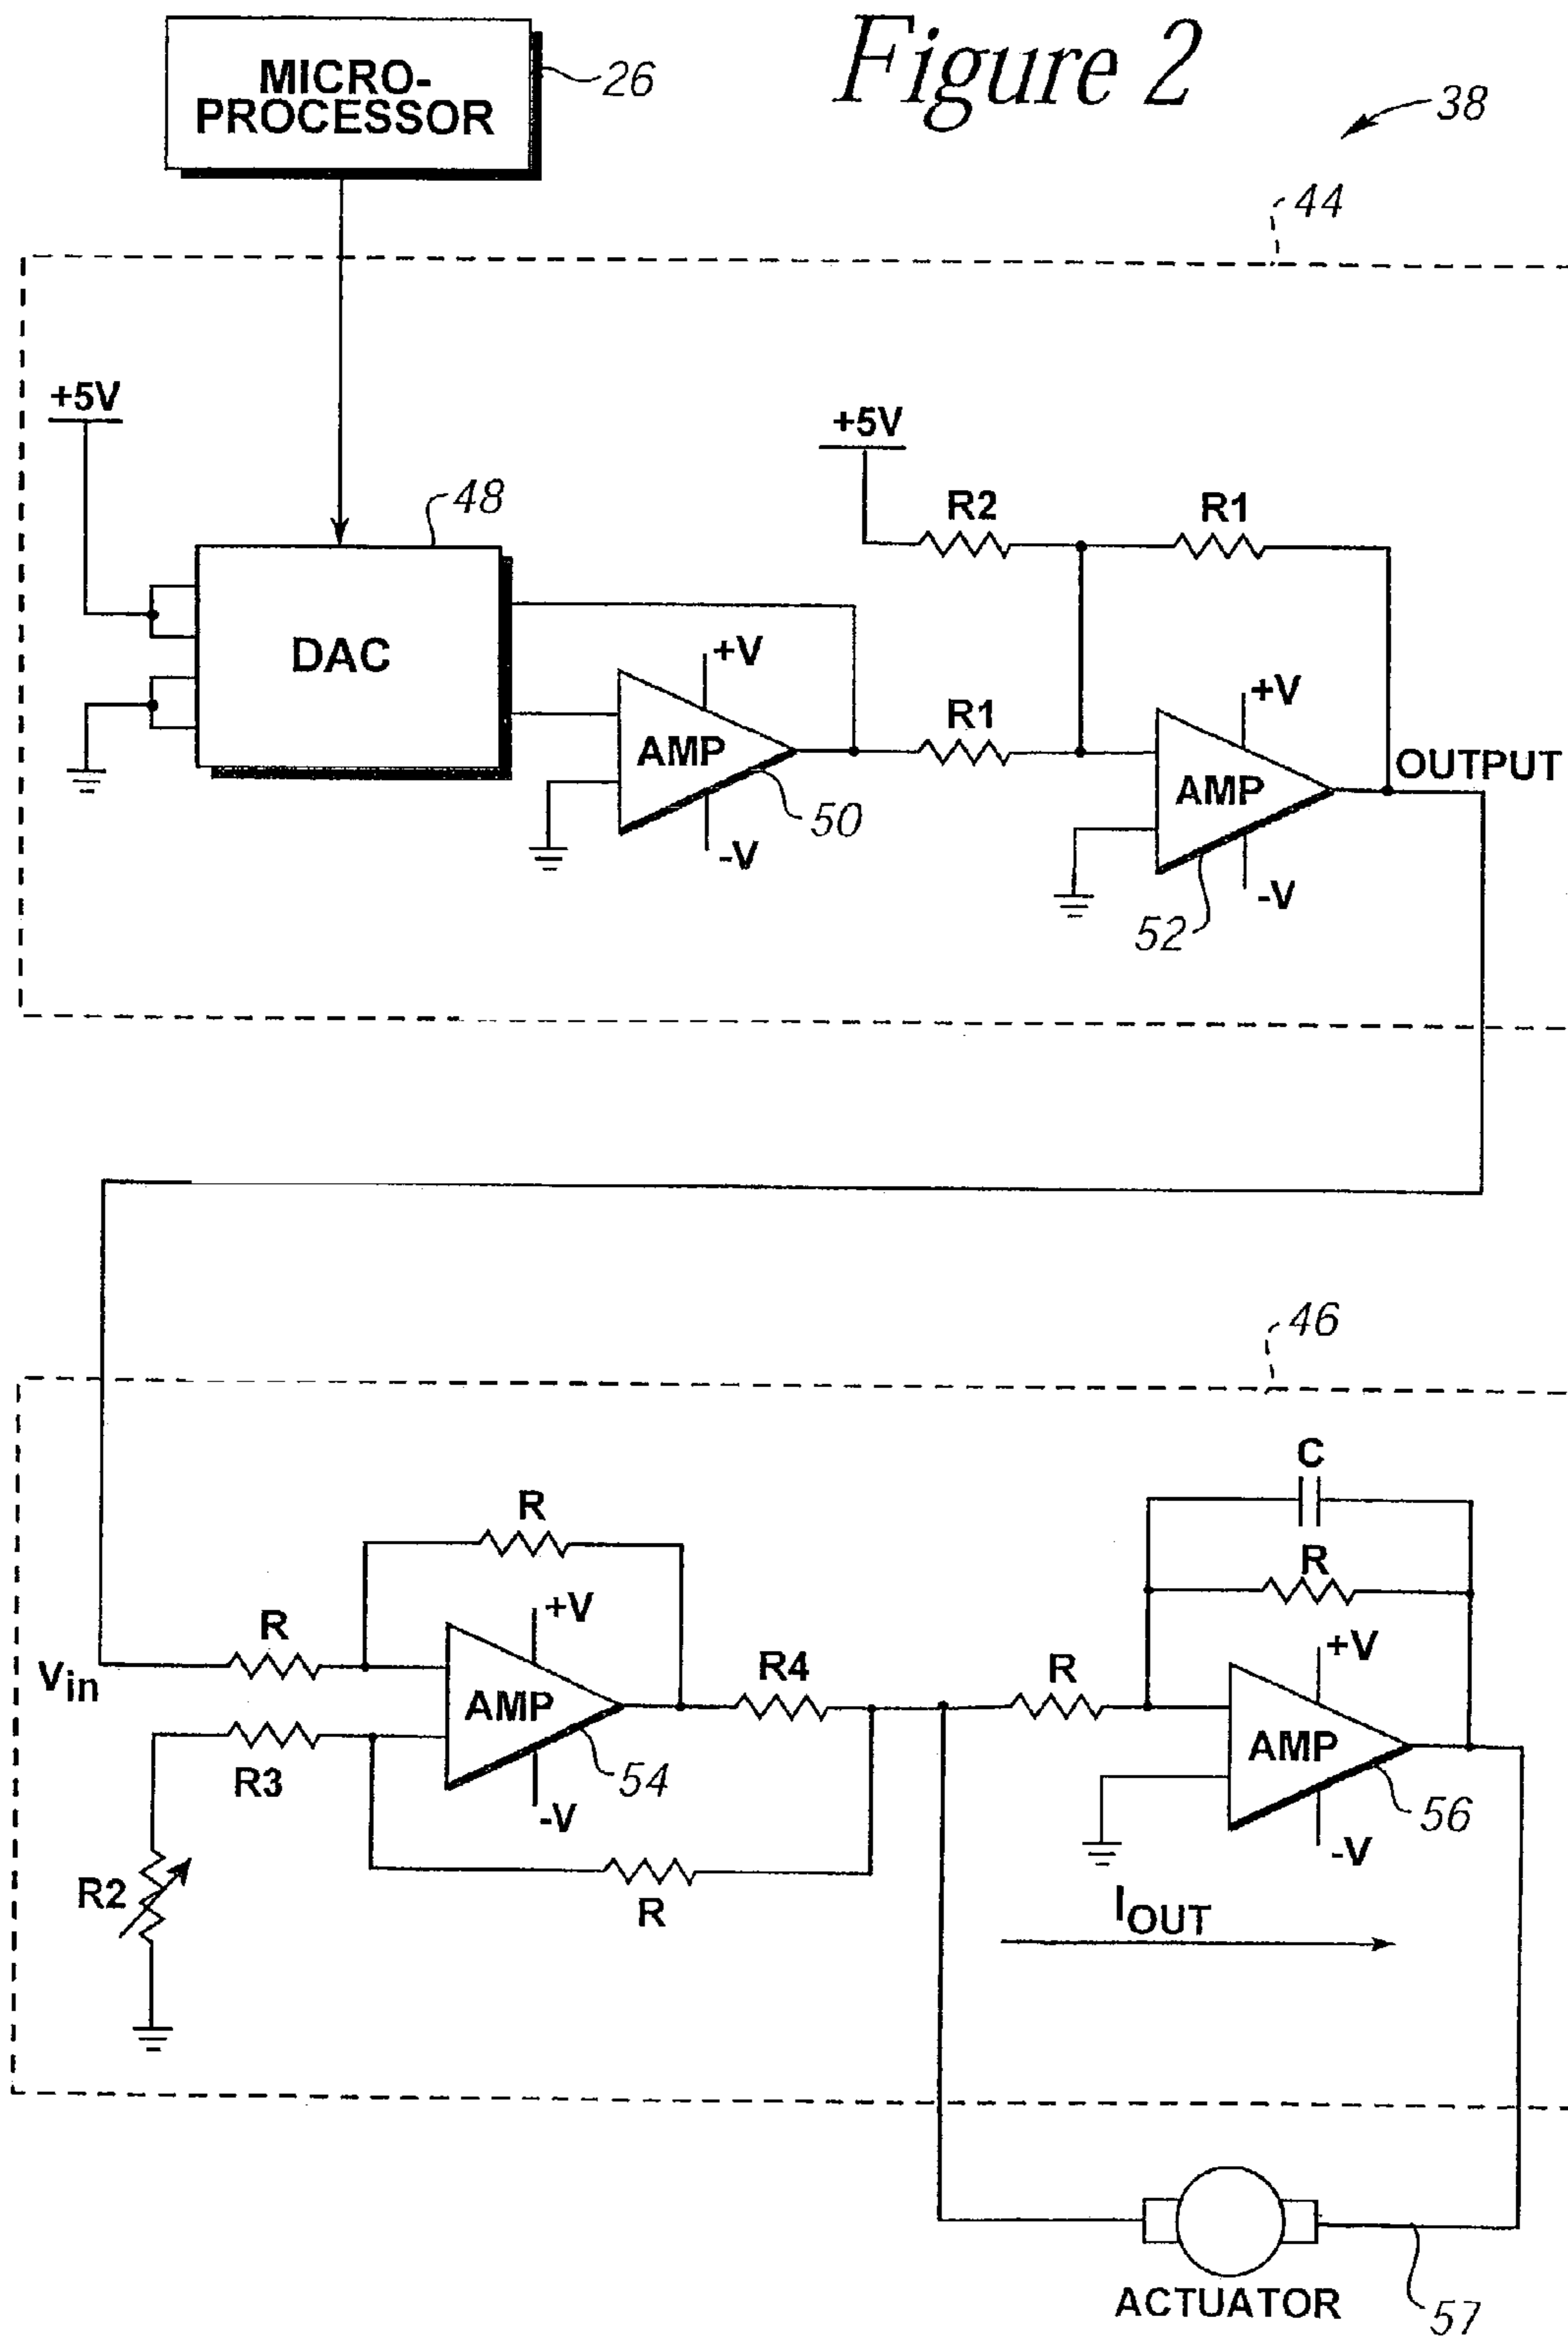 Figure 2
MICRO-
PROCESSOR
26
38
44
+5V
+5V
R2
R1
48
DAC
+V
AMP
50
-V
R1
+V
AMP
OUTPUT
52
-V
46
C
R
R
+V
R
Vin
AMP
R4
R
+V
AMP
R3
54
-V
56
-V
R2
R
IOUT
ACTUATOR
57